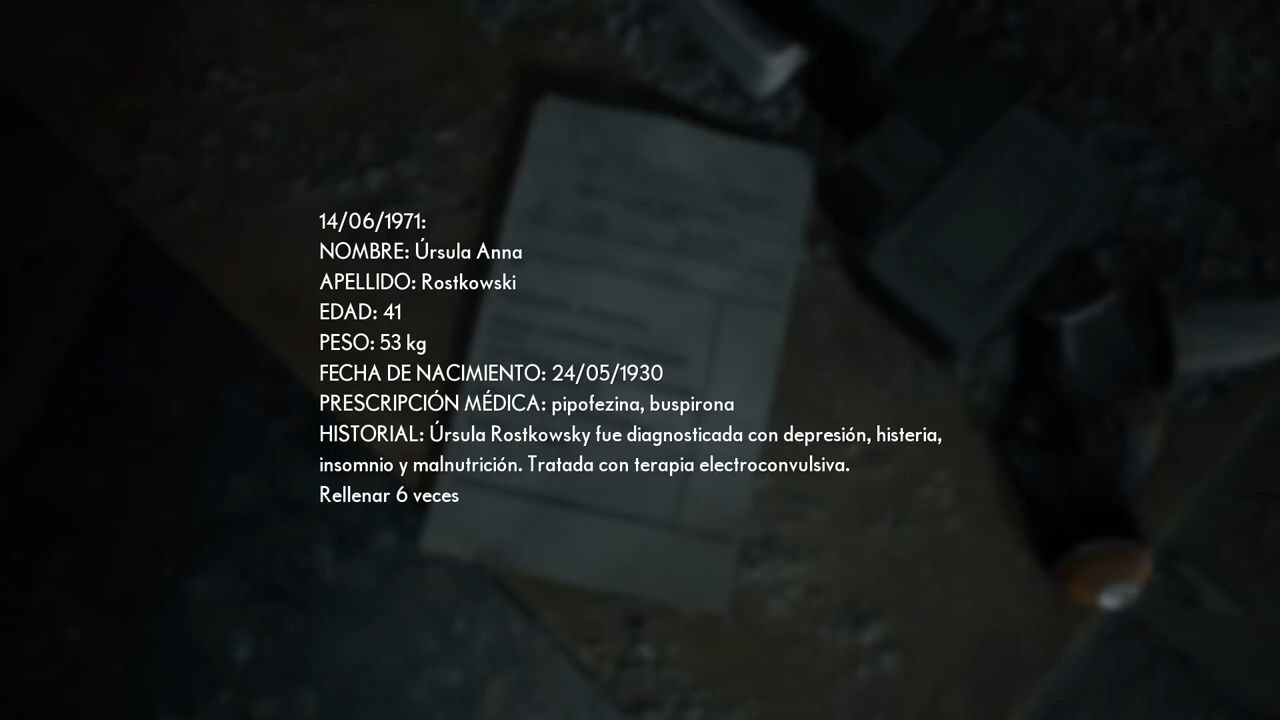 14/06/1971:
NOMBRE: Úrsula Anna
APELLIDO: Rostkowski
EDAD: 41
PESO: 53 kg
FECHA DE NACIMIENTO: 24/05/1930
PRESCRIPCIÓN MÉDICA: pipofezina, buspirona
HISTORIAL: Úrsula Rostkowsky fue diagnosticada con depresión, histeria,
insomnio y malnutrición. Tratada con terapia electroconvulsiva.
Rellenar 6 veces